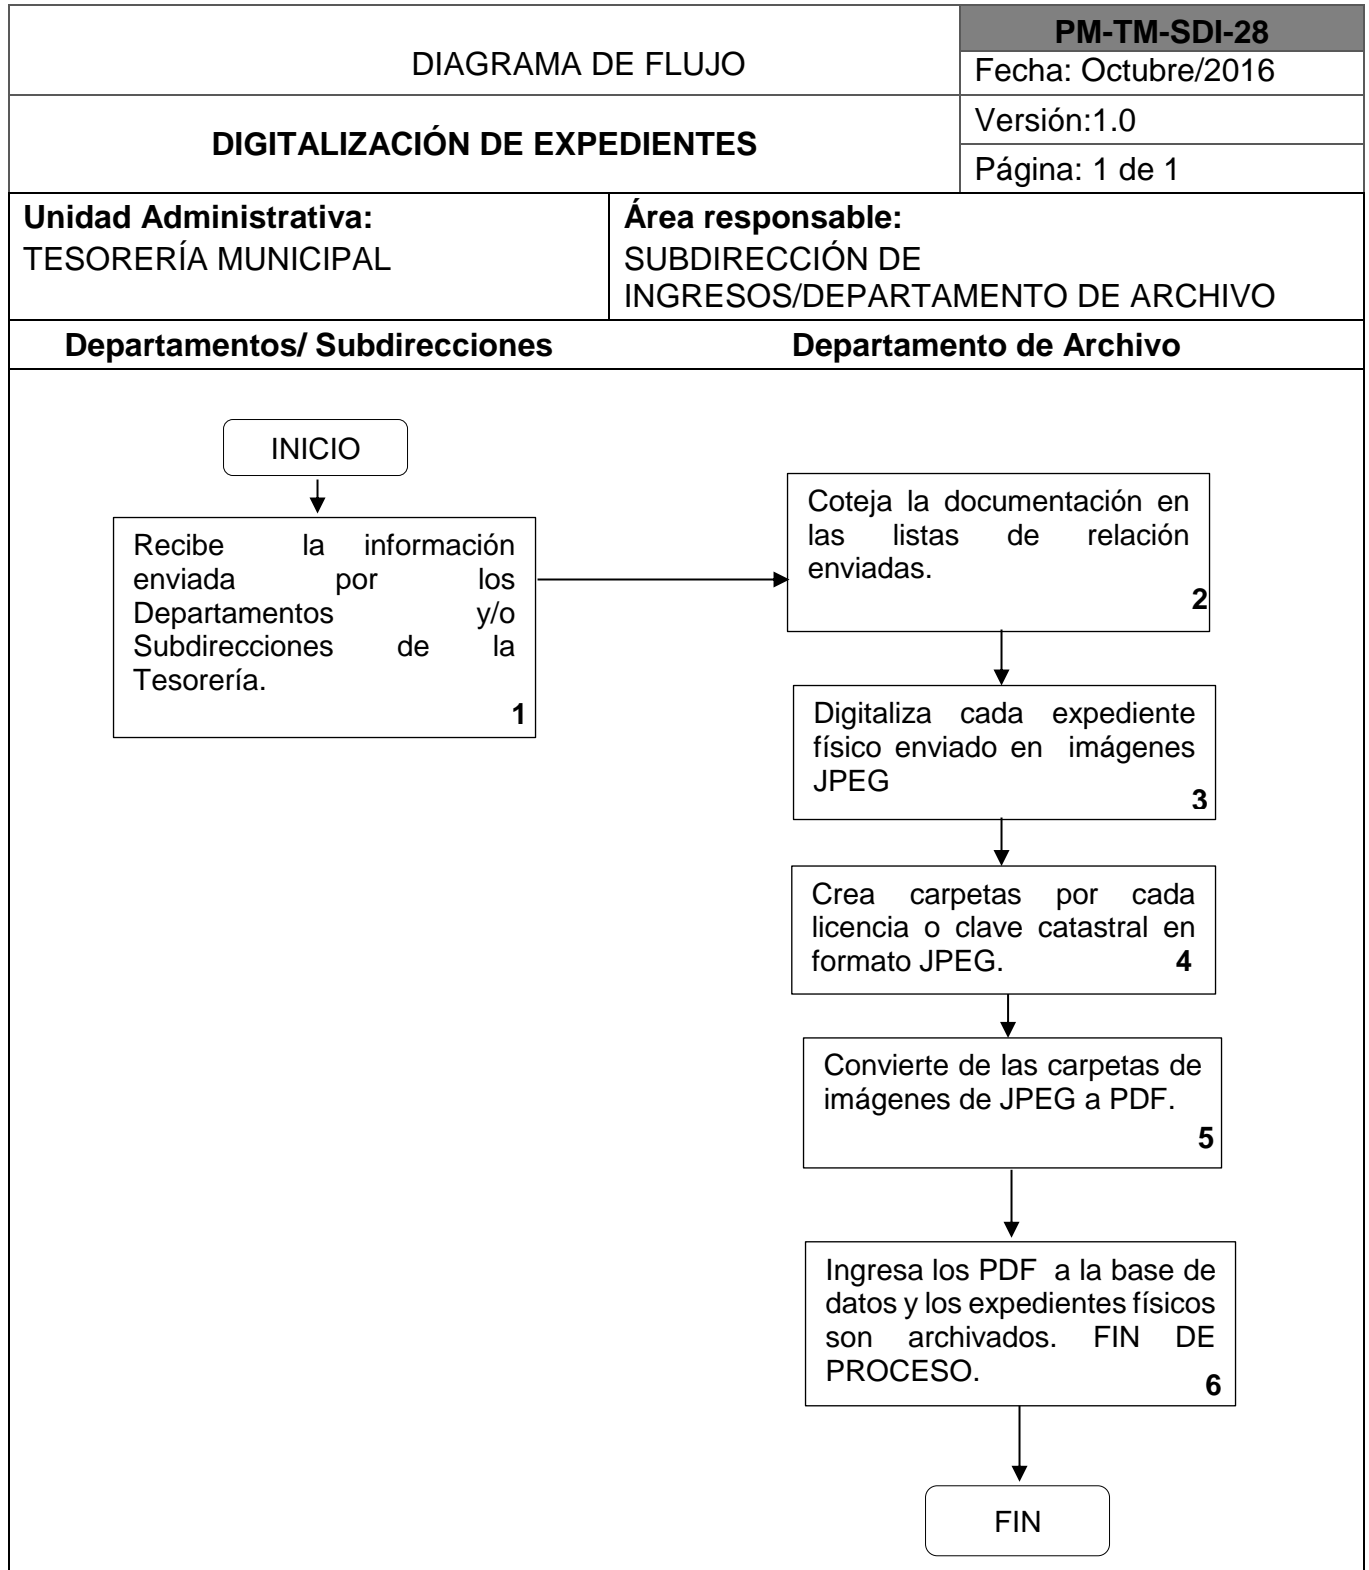 DIAGRAMA DE FLUJO
PM-TM-SDI-28
Fecha: Octubre/2016
DIGITALIZACIÓN DE EXPEDIENTES
Versión:1.0
Página: 1 de 1
Unidad Administrativa:
TESORERÍA MUNICIPAL
Área responsable:
SUBDIRECCIÓN DE
INGRESOS/DEPARTAMENTO DE ARCHIVO
Departamentos/ Subdirecciones
Departamento de Archivo
INICIO
Recibe la información
enviada por los
Departamentos y/o
Subdirecciones de la
Tesorería.
1
Coteja la documentación en
las listas de relación
enviadas.
2
Digitaliza cada expediente
físico enviado en imágenes
JPEG
3
Crea carpetas por cada
licencia o clave catastral en
formato JPEG. 4
Convierte de las carpetas de
imágenes de JPEG a PDF.
5
Ingresa los PDF a la base de
datos y los expedientes físicos
son archivados. FIN DE
PROCESO.
6
FIN